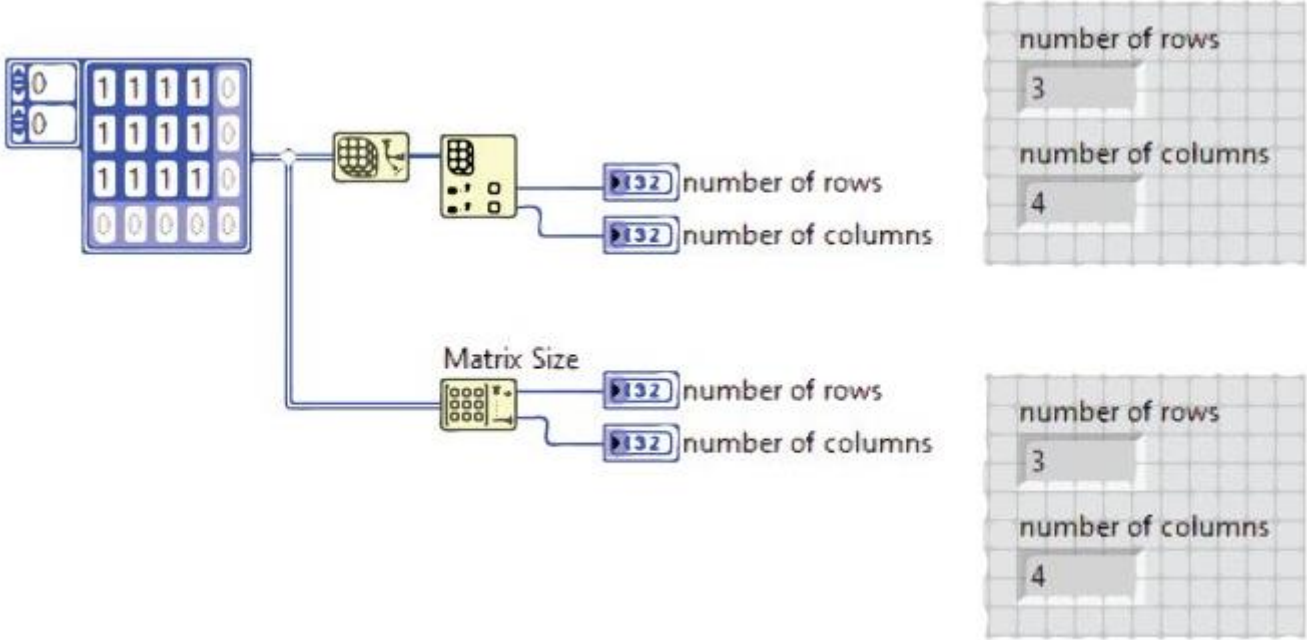 number of rows
3
number of columns
4
0
0
1 1 1 1 0
1 1 1 1 0
1 1 1 1 0
0 0 0 0 0
I32 number of rows
I32 number of columns
Matrix Size
I32 number of rows
I32 number of columns
number of rows
3
number of columns
4